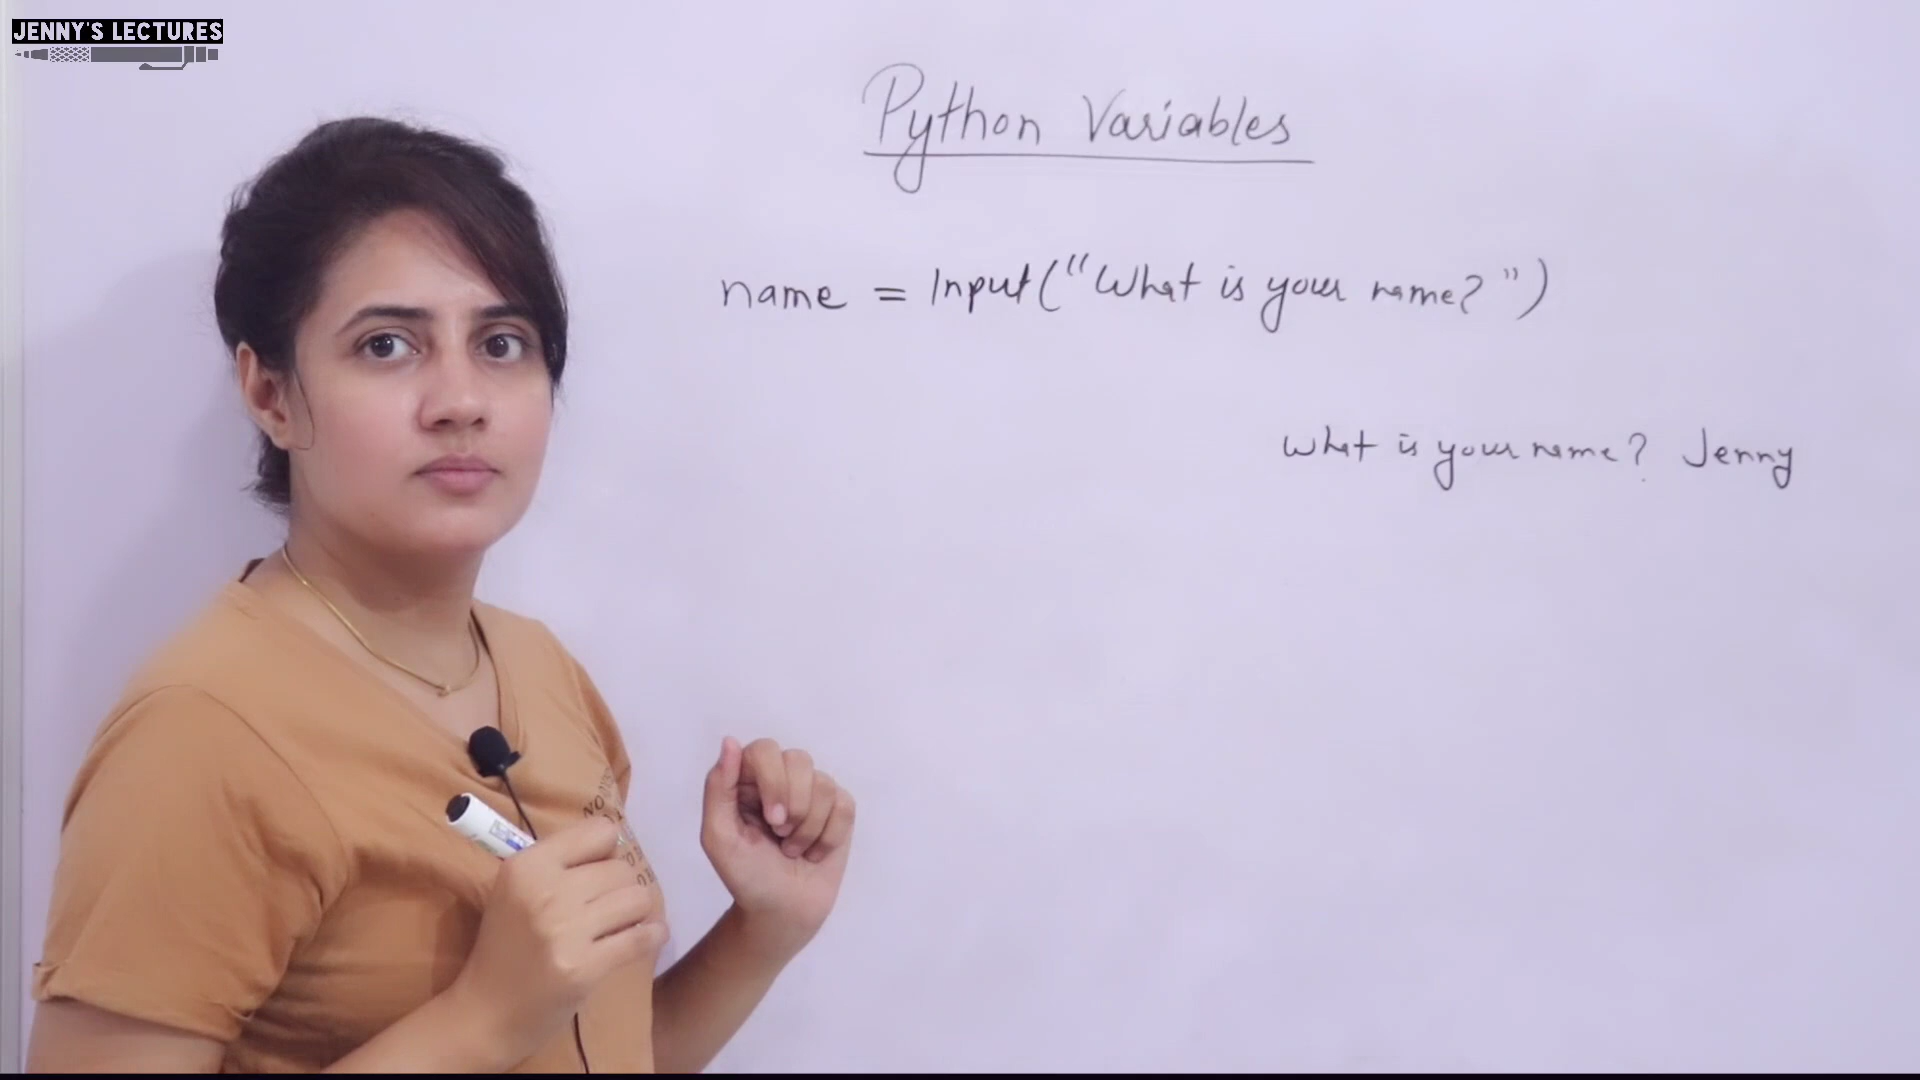 JENNY'S LECTURES
Python Variables
name = Input("What is your name?")
What is your name? Jenny